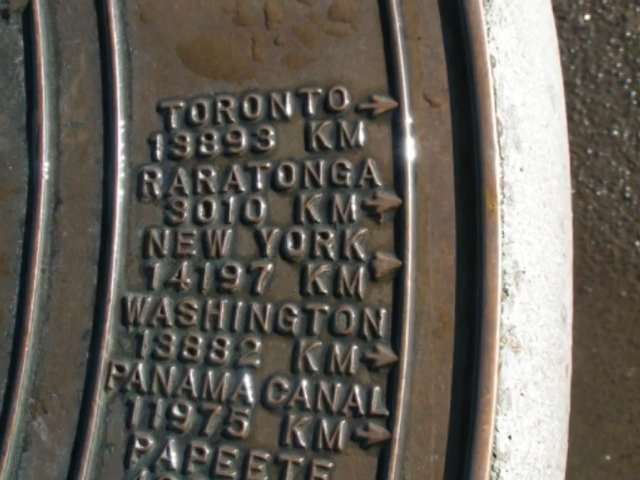 TORONTO
13893 KM
RARATONGA
3010 KM
NEW YORK
14197 KM
WASHINGTON
13882 KM
PANAMA CANAL
11975 KM
PAPEETE